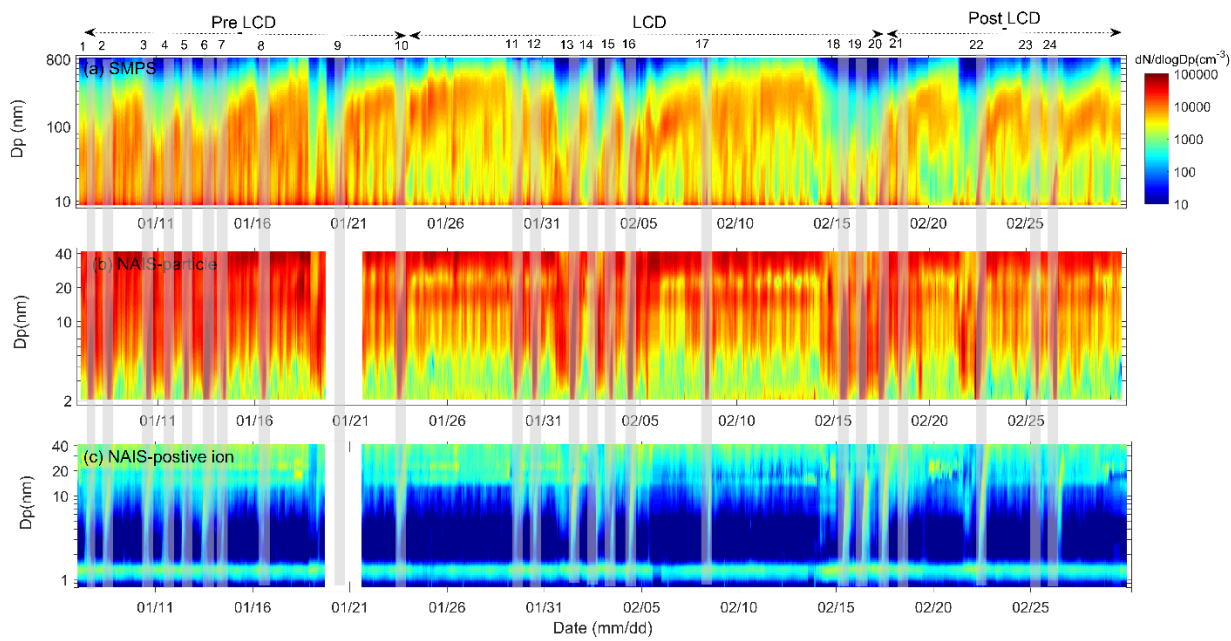 Pre LCD LCD Post LCD
1 2 3 4 5 6 7 8 9 10 11 12 13 14 15 16 17 18 19 20 21 22 23 24
dN/dlogDp(cm⁻³)
(a) SMPS
800
100
10
Dp (nm)
100000
10000
1000
100
10
01/11 01/16 01/21 01/26 01/31 02/05 02/10 02/15 02/20 02/25
(b) NAIS-particle
40
10
2
Dp(nm)
01/11 01/16 01/21 01/26 01/31 02/05 02/10 02/15 02/20 02/25
(c) NAIS-postive ion
40
20
10
1
Dp(nm)
01/11 01/16 01/21 01/26 01/31 02/05 02/10 02/15 02/20 02/25
Date (mm/dd)